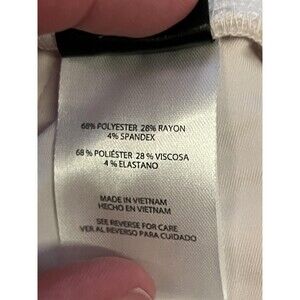 68% POLYESTER 28% RAYON
4% SPANDEX
68% POLIÉSTER 28% VISCOSA
4% ELASTANO
MADE IN VIETNAM
HECHO EN VIETNAM
SEE REVERSE FOR CARE
VER AL REVERSO PARA CUIDADO